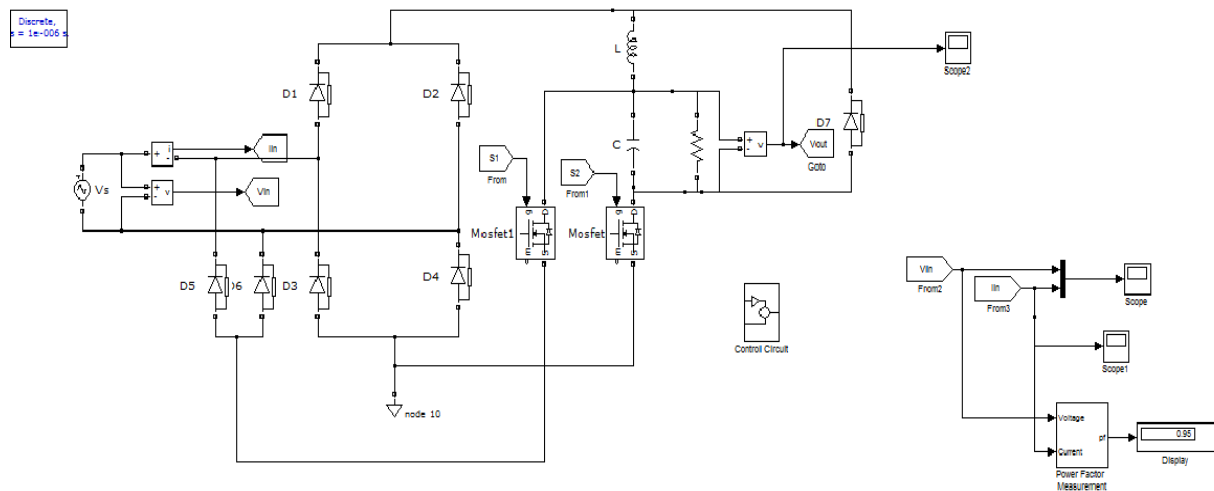 Discrete,
s = 1e-006 s.
D1
D2
L
C
D7
Scope2
+
-
i
Iin
Vs
+
-
v
Vin
S1
From
S2
From1
+
-
v
Vout
Goto
g
D
m
S
Mosfet1
g
D
m
S
Mosfet
D5
D6
D3
D4
node 10
Controll Circuit
Vin
From2
Iin
From3
Scope
Scope1
Voltage
Current
pf
Power Factor
Measurement
0.95
Display